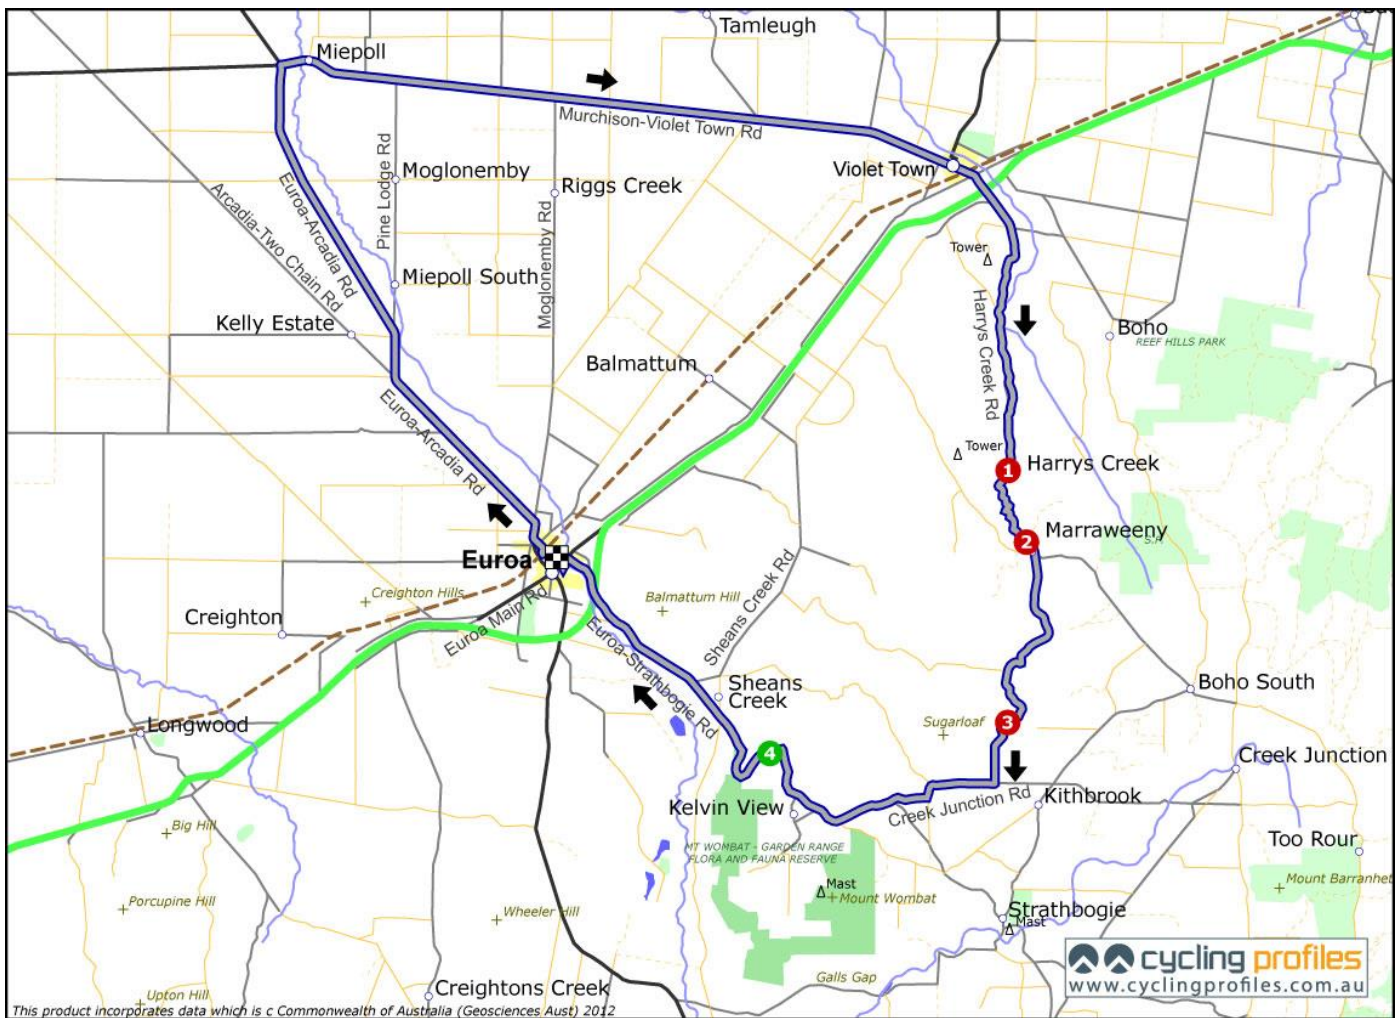 Tamleugh
Miepoll
Murchison-Violet Town Rd
Violet Town
Pine Lodge Rd
Moglonemby
Riggs Creek
Euroa-Arcadia Rd
Arcadia-Two Chain Rd
Moglonemby Rd
Miepoll South
Kelly Estate
Tower
Harrys Creek Rd
Boho
REEF HILLS PARK
Balmattum
Euroa-Arcadia Rd
Tower
1
Harrys Creek
2
Marraweeny
S.P.
Euroa
Creighton Hills
Creighton
Euroa Main Rd
Balmattum Hill
Sheans Creek Rd
Euroa-Strathbogie Rd
Sheans
Creek
Boho South
Longwood
Sugarloaf
3
4
Creek Junction
Kelvin View
Creek Junction Rd
Kithbrook
Big Hill
MT WOMBAT - GARDEN RANGE
FLORA AND FAUNA RESERVE
Too Rour
Mount Barranhet
Mast
Mount Wombat
Porcupine Hill
Wheeler Hill
Strathbogie
Mast
Galls Gap
Creightons Creek
Upton Hill
cycling profiles
www.cyclingprofiles.com.au
This product incorporates data which is c Commonwealth of Australia (Geosciences Aust) 2012